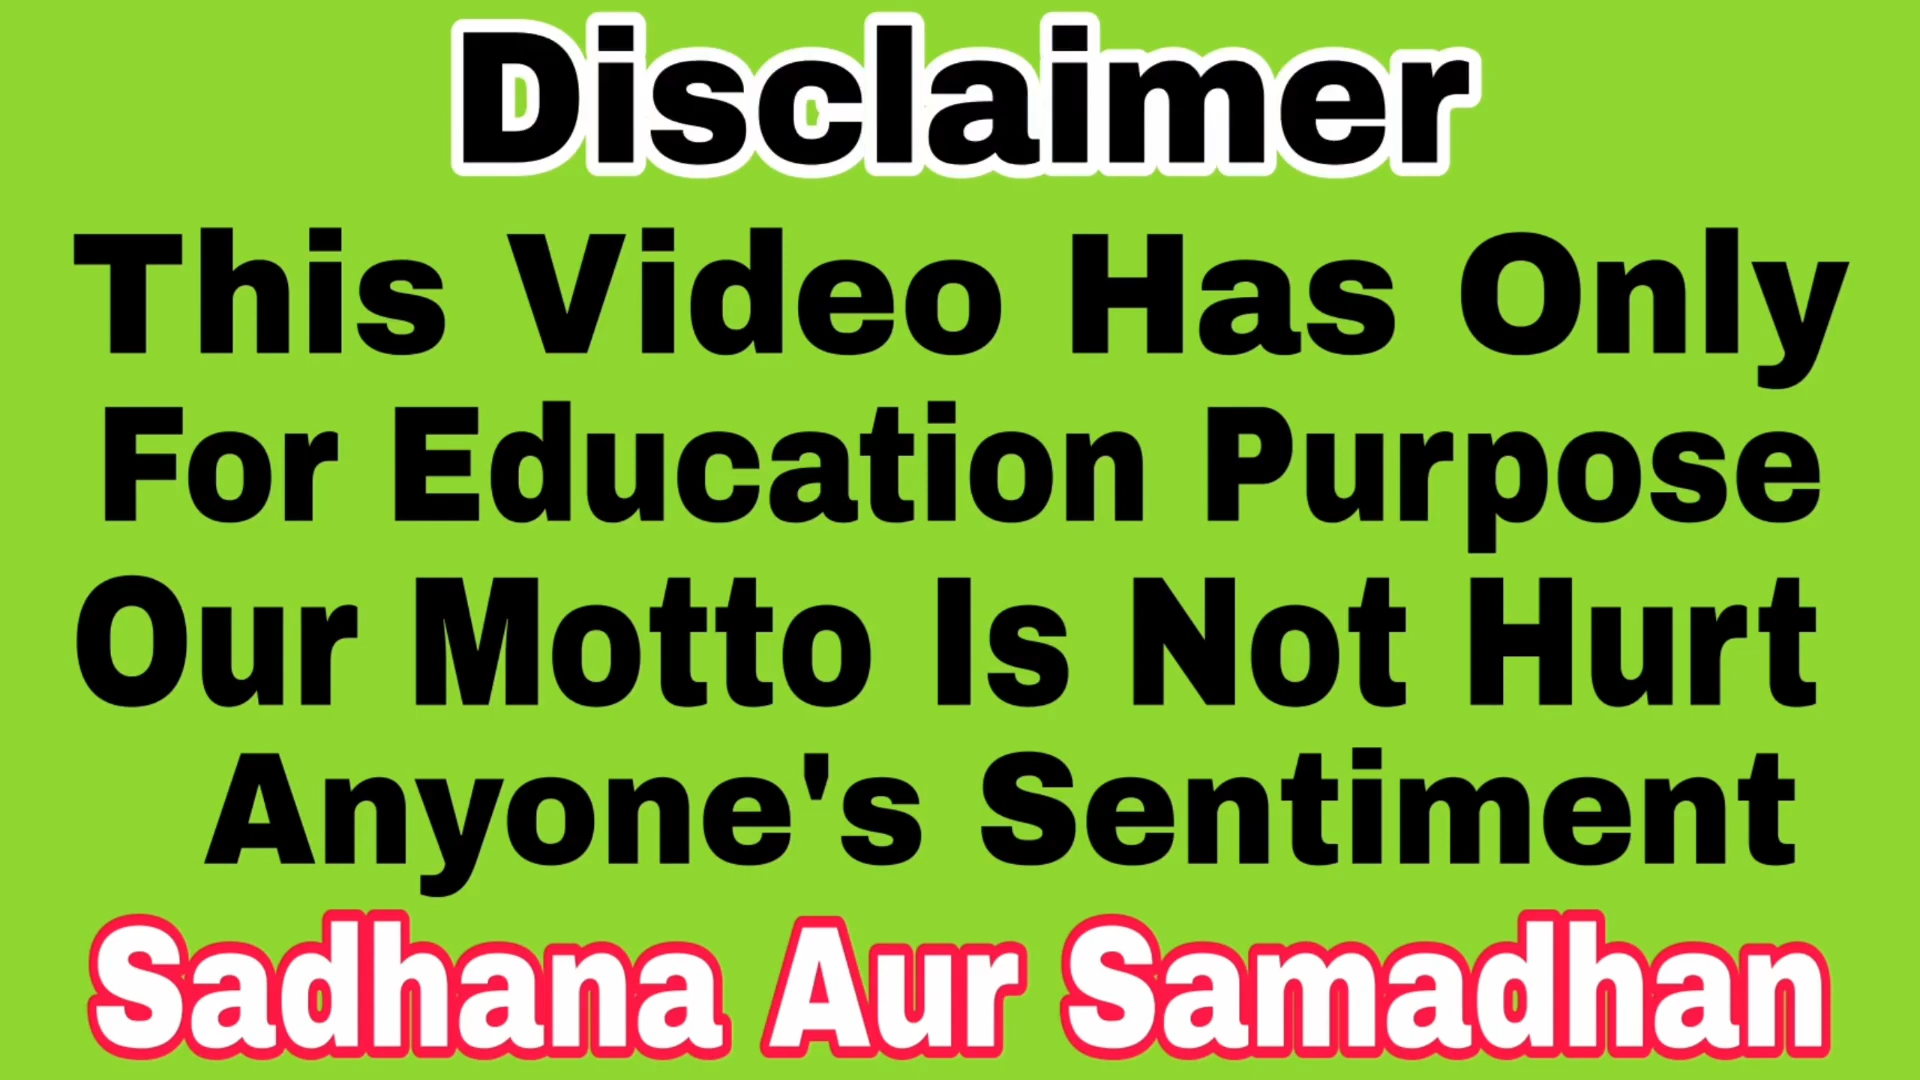 Disclaimer
This Video Has Only
For Education Purpose
Our Motto Is Not Hurt
Anyone's Sentiment
Sadhana Aur Samadhan